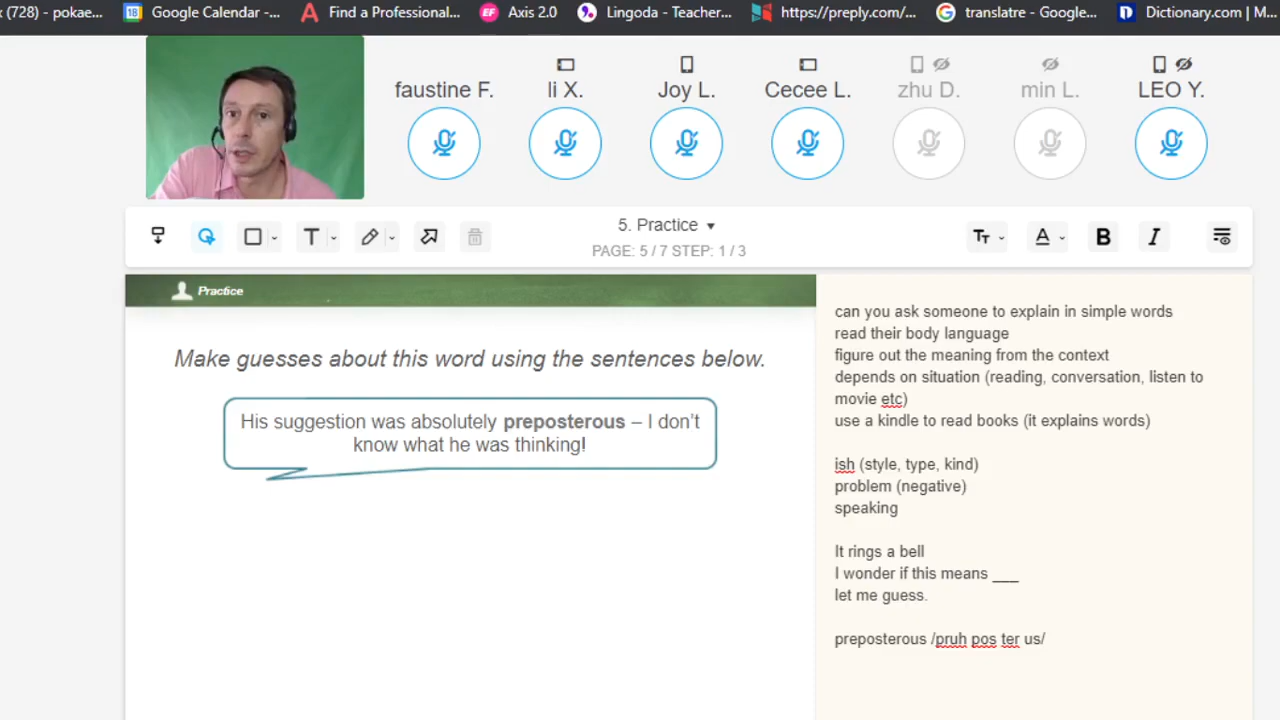 (728) - pokae...
Google Calendar -...
Find a Professional...
EF
Axis 2.0
Lingoda - Teacher...
https://preply.com/...
translatre - Google...
Dictionary.com | M...
faustine F.
li X.
Joy L.
Cecee L.
zhu D.
min L.
LEO Y.
5. Practice
PAGE: 5 / 7 STEP: 1 / 3
T
TT
A
B
I
Practice
Make guesses about this word using the sentences below.
His suggestion was absolutely preposterous – I don't
know what he was thinking!
can you ask someone to explain in simple words
read their body language
figure out the meaning from the context
depends on situation (reading, conversation, listen to
movie etc)
use a kindle to read books (it explains words)
ish (style, type, kind)
problem (negative)
speaking
It rings a bell
I wonder if this means ___
let me guess.
preposterous /pruh pos ter us/